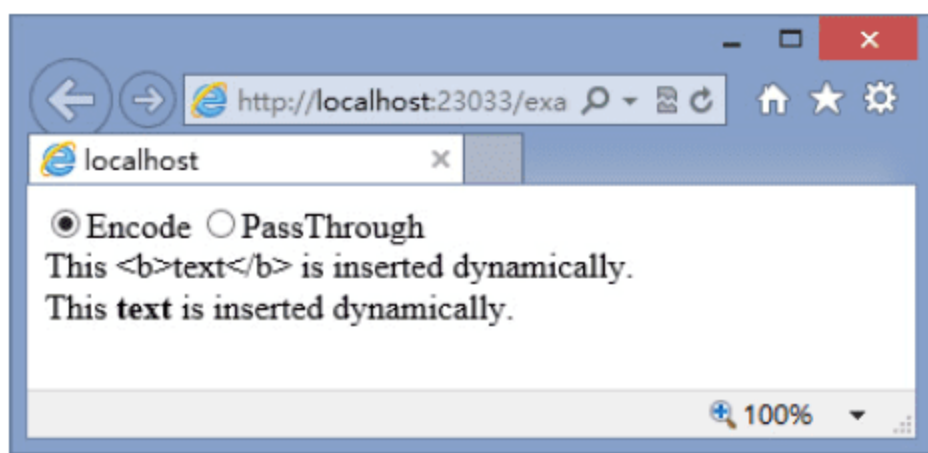 http://localhost:23033/exa
localhost
Encode PassThrough
This <b>text</b> is inserted dynamically.
This text is inserted dynamically.
100%